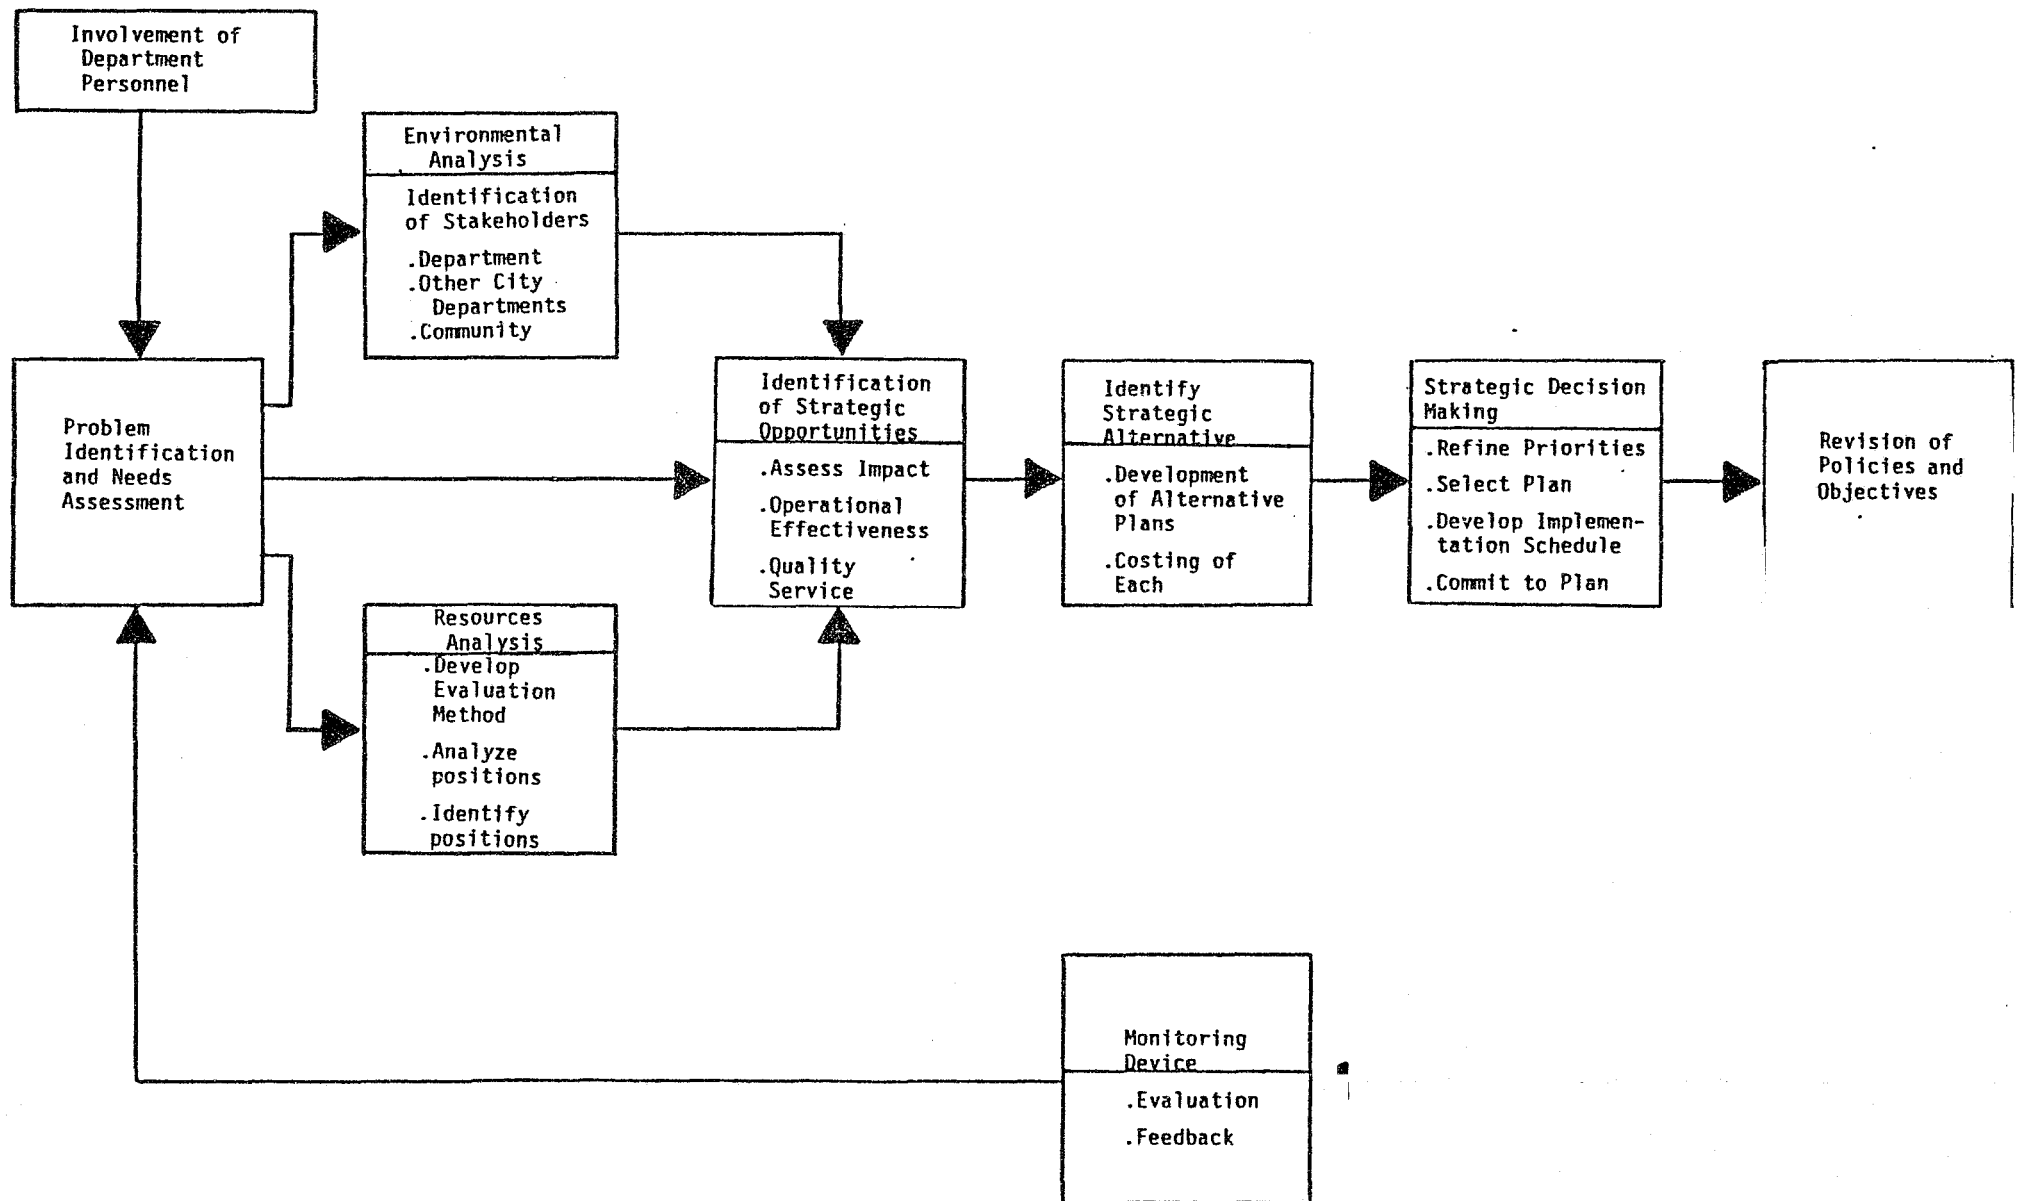 Involvement of
Department
Personnel
Environmental
Analysis
Identification
of Stakeholders
.Department
.Other City
Departments
.Community
Problem
Identification
and Needs
Assessment
Resources
Analysis
.Develop
Evaluation
Method
.Analyze
positions
.Identify
positions
Identification
of Strategic
Opportunities
.Assess Impact
.Operational
Effectiveness
.Quality
Service
Identify
Strategic
Alternative
.Development
of Alternative
Plans
.Costing of
Each
Strategic Decision
Making
.Refine Priorities
.Select Plan
.Develop Implemen-
tation Schedule
.Commit to Plan
Revision of
Policies and
Objectives
Monitoring
Device
.Evaluation
.Feedback